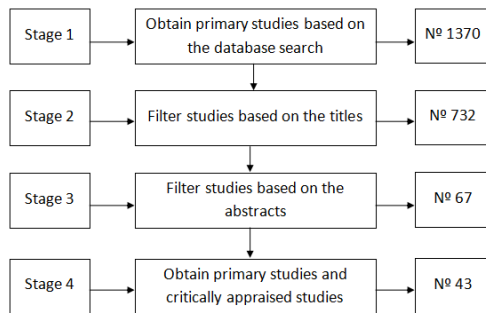 Stage 1
Obtain primary studies based on
the database search
Nº 1370
Stage 2
Filter studies based on the titles
Nº 732
Stage 3
Filter studies based on the
abstracts
Nº 67
Stage 4
Obtain primary studies and
critically appraised studies
Nº 43